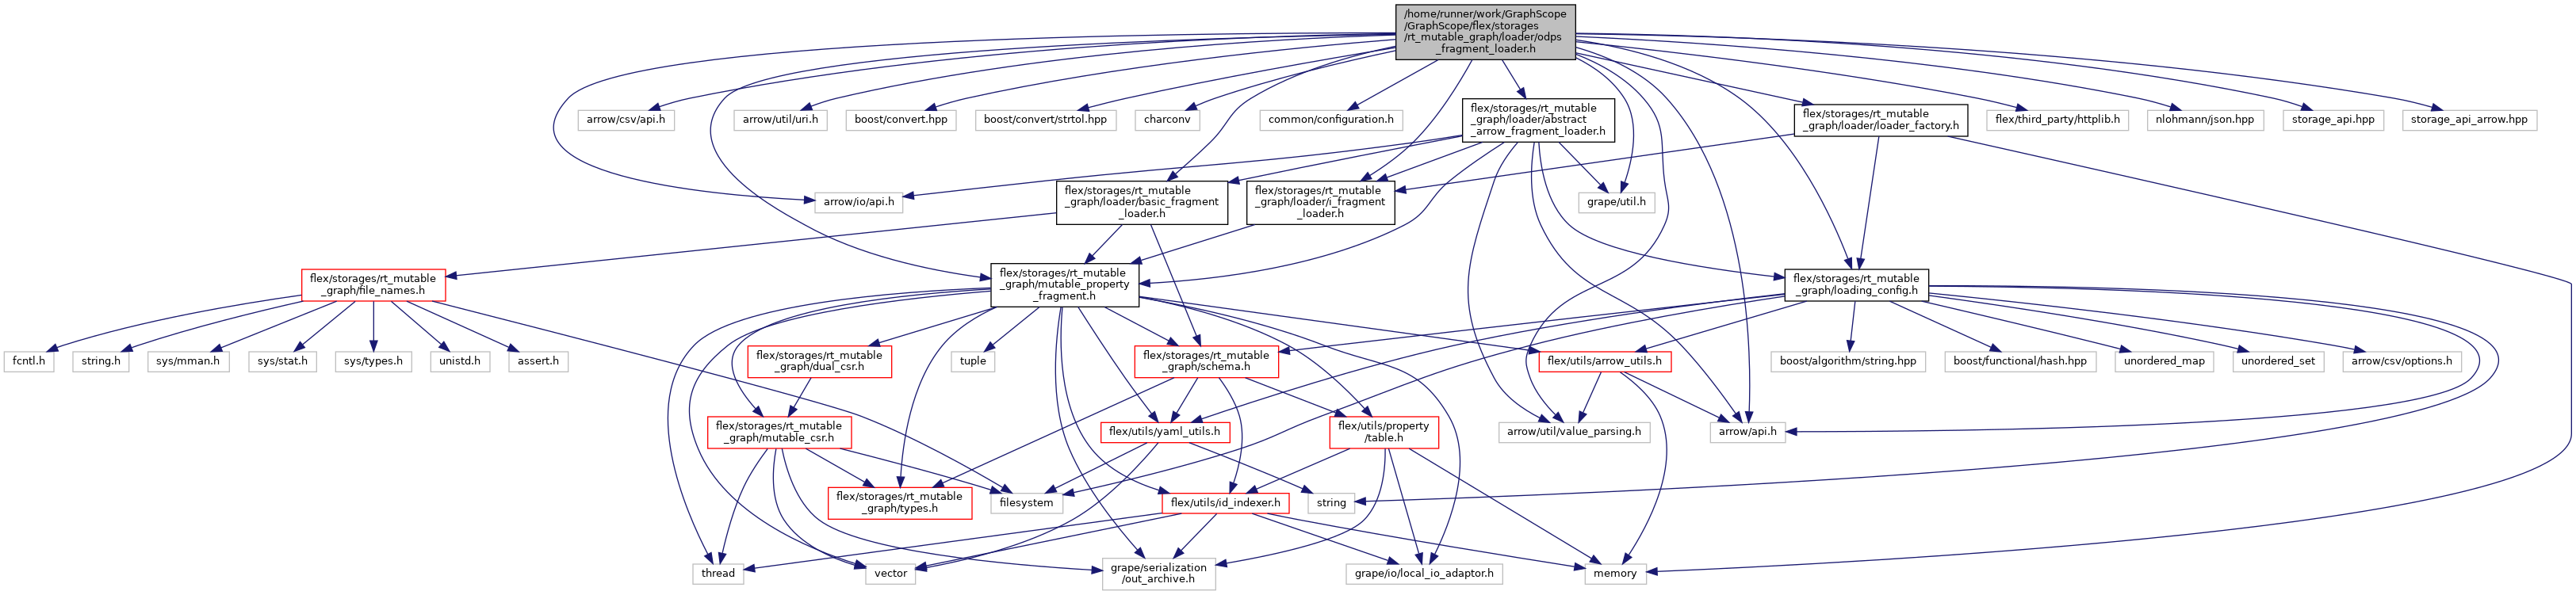 /home/runner/work/GraphScope
/GraphScope/flex/storages
/rt_mutable_graph/loader/odps
_fragment_loader.h
arrow/csv/api.h
arrow/util/uri.h
boost/convert.hpp
boost/convert/strtol.hpp
charconv
common/configuration.h
flex/storages/rt_mutable
_graph/loader/abstract
_arrow_fragment_loader.h
flex/storages/rt_mutable
_graph/loader/loader_factory.h
flex/third_party/httplib.h
nlohmann/json.hpp
storage_api.hpp
storage_api_arrow.hpp
arrow/io/api.h
flex/storages/rt_mutable
_graph/loader/basic_fragment
_loader.h
flex/storages/rt_mutable
_graph/loader/i_fragment
_loader.h
grape/util.h
flex/storages/rt_mutable
_graph/file_names.h
flex/storages/rt_mutable
_graph/mutable_property
_fragment.h
flex/storages/rt_mutable
_graph/loading_config.h
fcntl.h
string.h
sys/mman.h
sys/stat.h
sys/types.h
unistd.h
assert.h
flex/storages/rt_mutable
_graph/dual_csr.h
tuple
flex/storages/rt_mutable
_graph/schema.h
flex/utils/arrow_utils.h
boost/algorithm/string.hpp
boost/functional/hash.hpp
unordered_map
unordered_set
arrow/csv/options.h
flex/storages/rt_mutable
_graph/mutable_csr.h
flex/utils/yaml_utils.h
flex/utils/property
/table.h
arrow/util/value_parsing.h
arrow/api.h
flex/storages/rt_mutable
_graph/types.h
filesystem
flex/utils/id_indexer.h
string
thread
vector
grape/serialization
/out_archive.h
grape/io/local_io_adaptor.h
memory